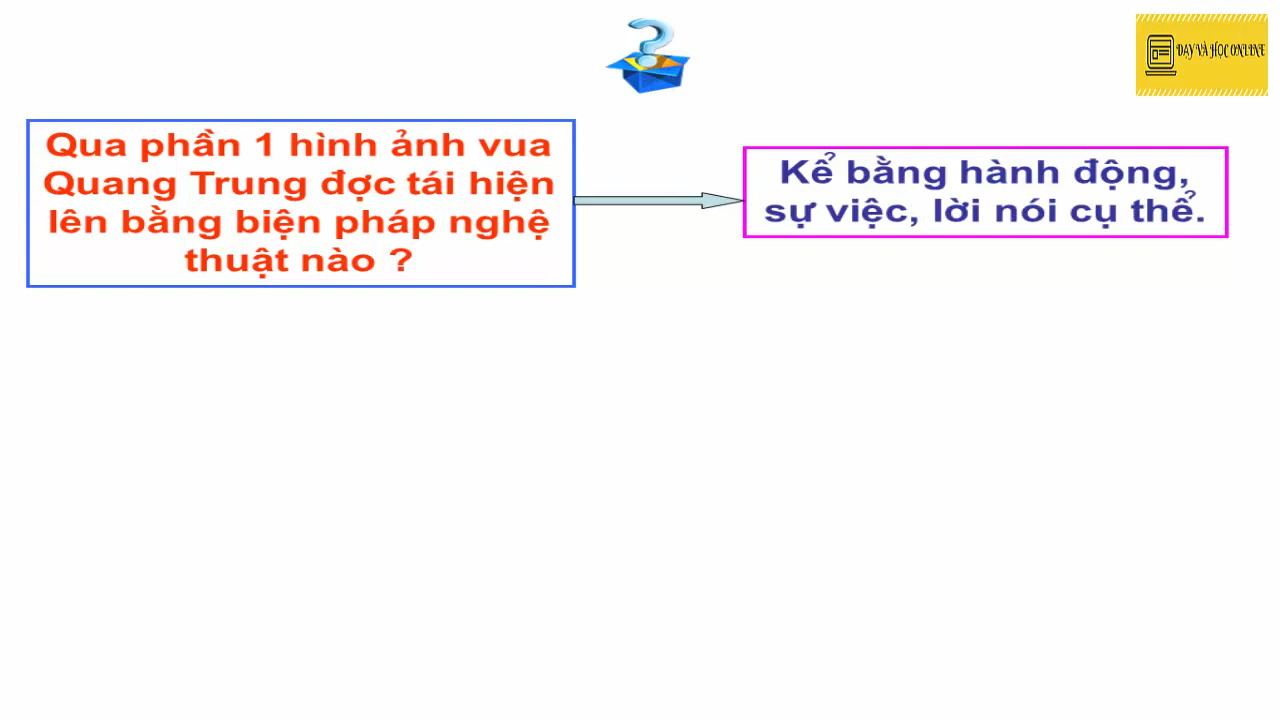 DẠY VÀ HỌC ONLINE
Qua phần 1 hình ảnh vua
Quang Trung đợc tái hiện
lên bằng biện pháp nghệ
thuật nào ?
Kể bằng hành động,
sự việc, lời nói cụ thể.